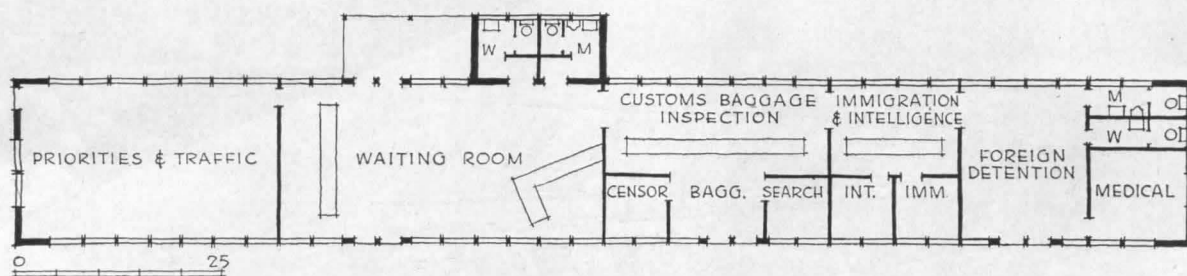 W M
CUSTOMS BAGGAGE
INSPECTION
IMMIGRATION
& INTELLIGENCE
M
W
PRIORITIES & TRAFFIC
WAITING ROOM
FOREIGN
DETENTION
CENSOR
BAGG.
SEARCH
INT.
IMM.
MEDICAL
0 25